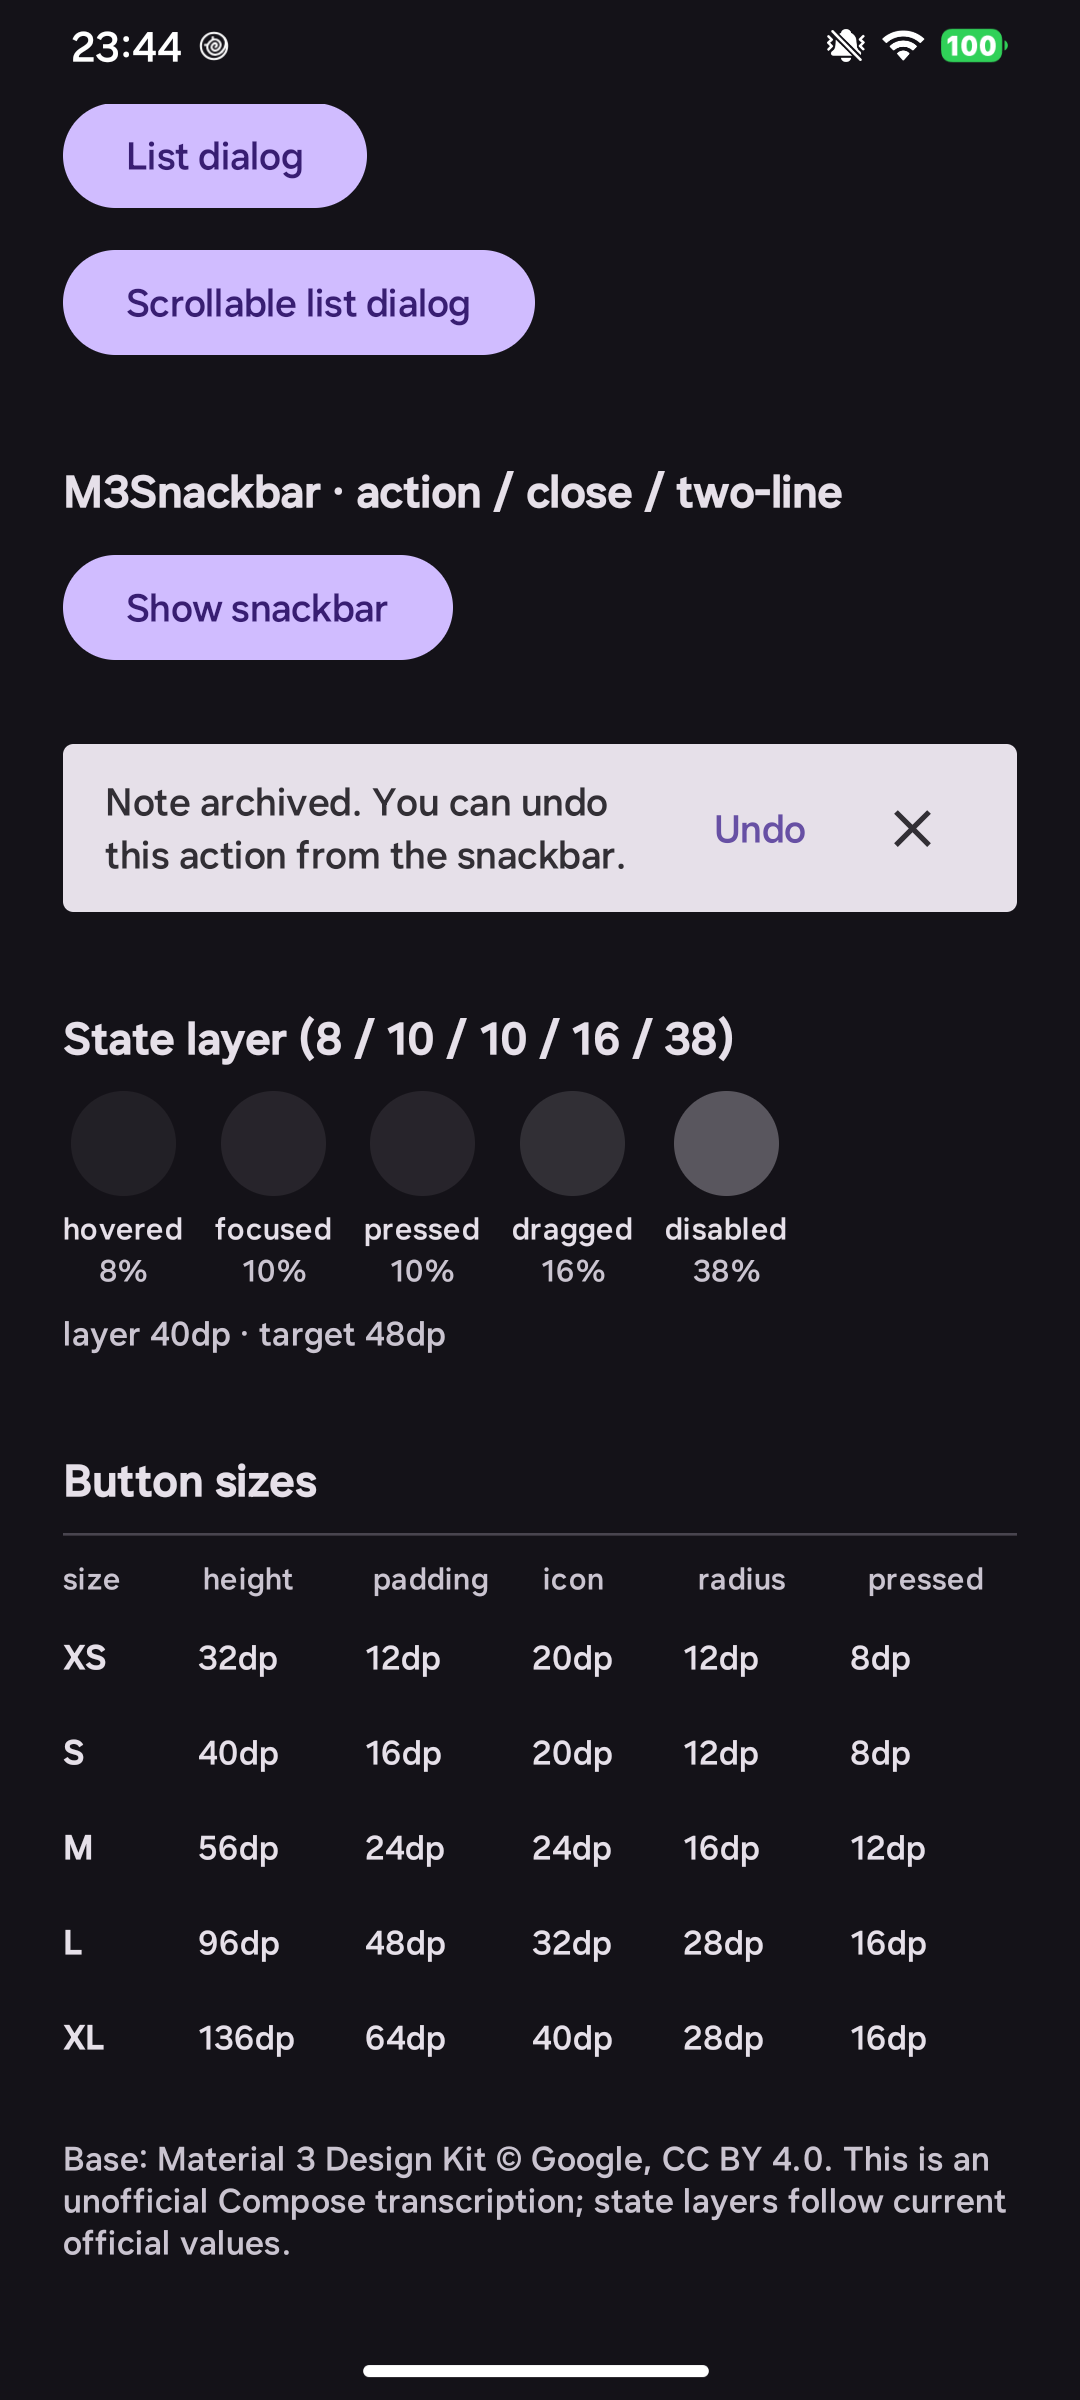 23:44
100
List dialog
Scrollable list dialog
M3Snackbar · action / close / two-line
Show snackbar
Note archived. You can undo
this action from the snackbar.
Undo
State layer (8 / 10 / 10 / 16 / 38)
hovered focused pressed dragged disabled
8% 10% 10% 16% 38%
layer 40dp · target 48dp
Button sizes
size height padding icon radius pressed
XS 32dp 12dp 20dp 12dp 8dp
S 40dp 16dp 20dp 12dp 8dp
M 56dp 24dp 24dp 16dp 12dp
L 96dp 48dp 32dp 28dp 16dp
XL 136dp 64dp 40dp 28dp 16dp
Base: Material 3 Design Kit © Google, CC BY 4.0. This is an
unofficial Compose transcription; state layers follow current
official values.